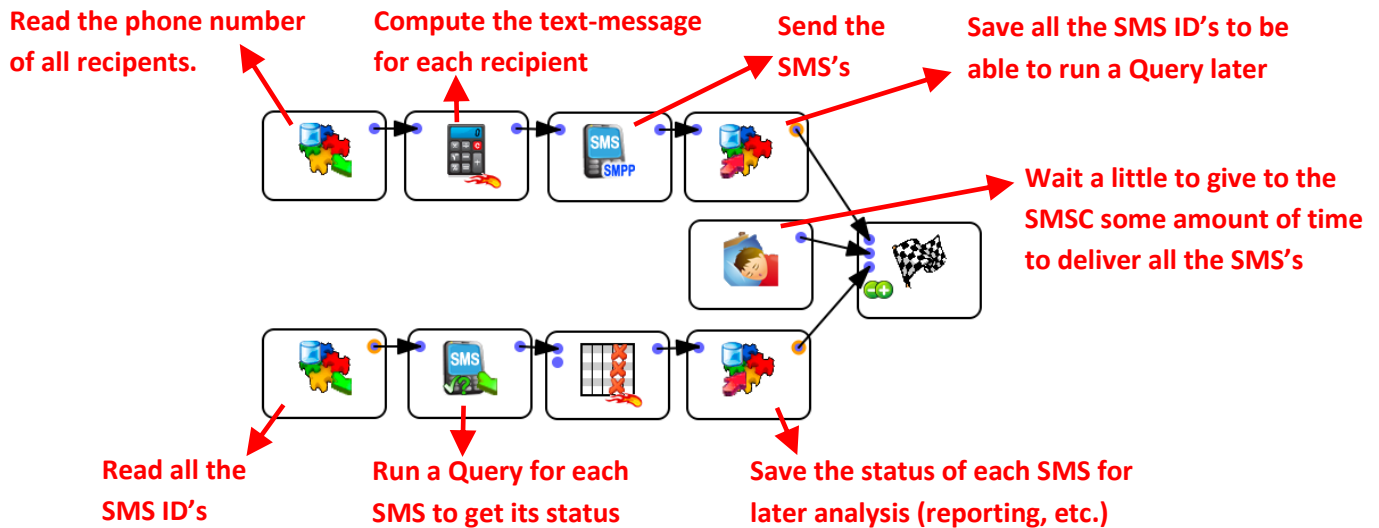 Read the phone number
of all recipents.
Compute the text-message
for each recipient
Send the
SMS's
Save all the SMS ID's to be
able to run a Query later
0
SMS
SMPP
Wait a little to give to the
SMSC some amount of time
to deliver all the SMS's
SMS
?
Read all the
SMS ID's
Run a Query for each
SMS to get its status
Save the status of each SMS for
later analysis (reporting, etc.)